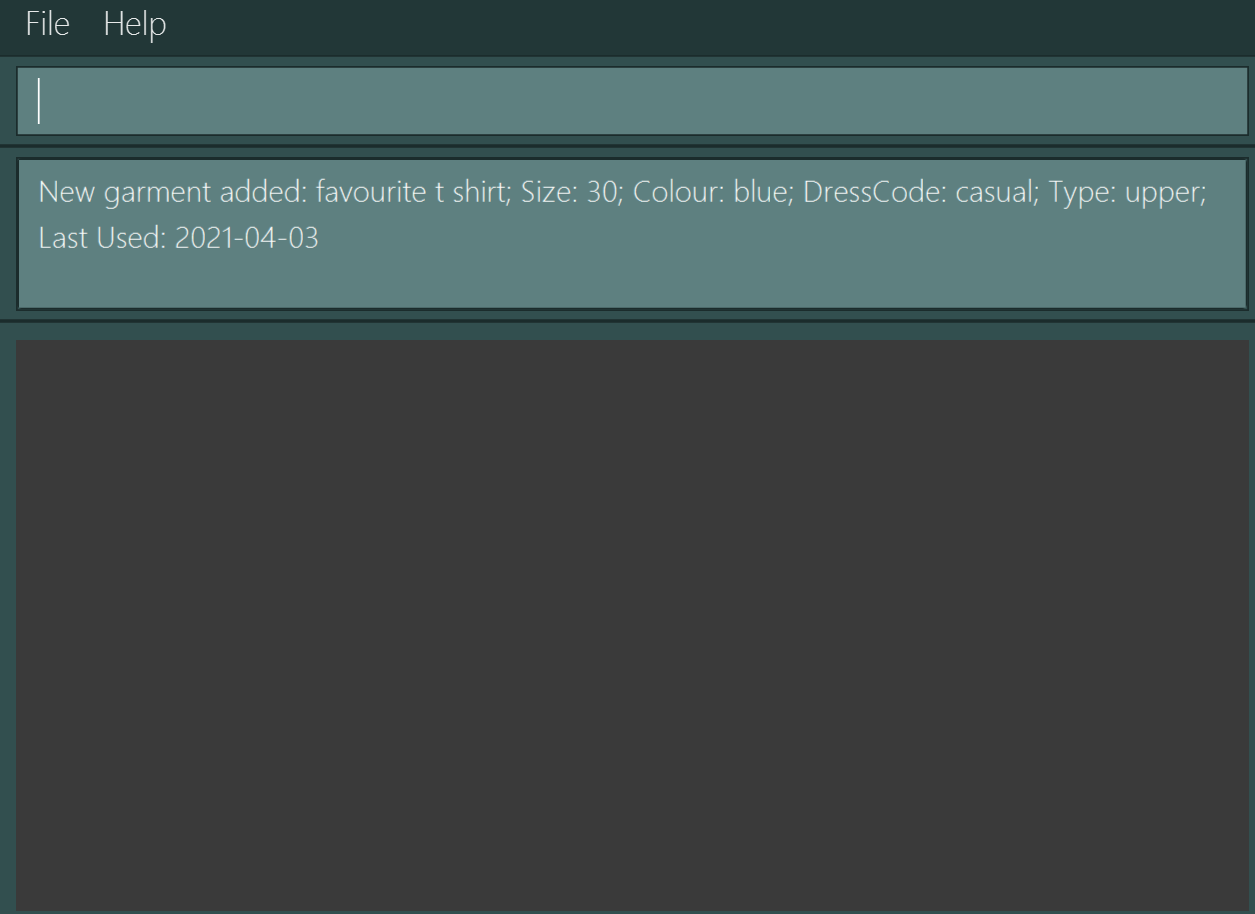 File Help
New garment added: favourite t shirt; Size: 30; Colour: blue; DressCode: casual; Type: upper;
Last Used: 2021-04-03